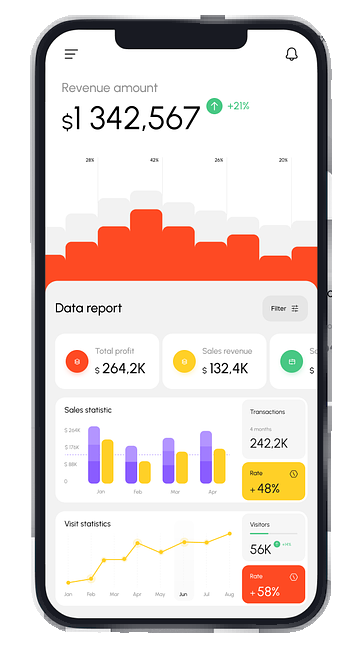 Revenue amount
$1 342,567 +21%
28% 42% 26% 20%
Data report
Filter
Total profit
$ 264,2K
Sales revenue
$ 132,4K
Sales statistic
$ 264K
$ 176K
$ 88K
0
Jan Feb Mar Apr
Transactions
4 months
242,2K
Rate
+ 48%
Visit statistics
Jan Feb Mar Apr May Jun Jul Aug
Visitors
56K
Rate
+ 58%